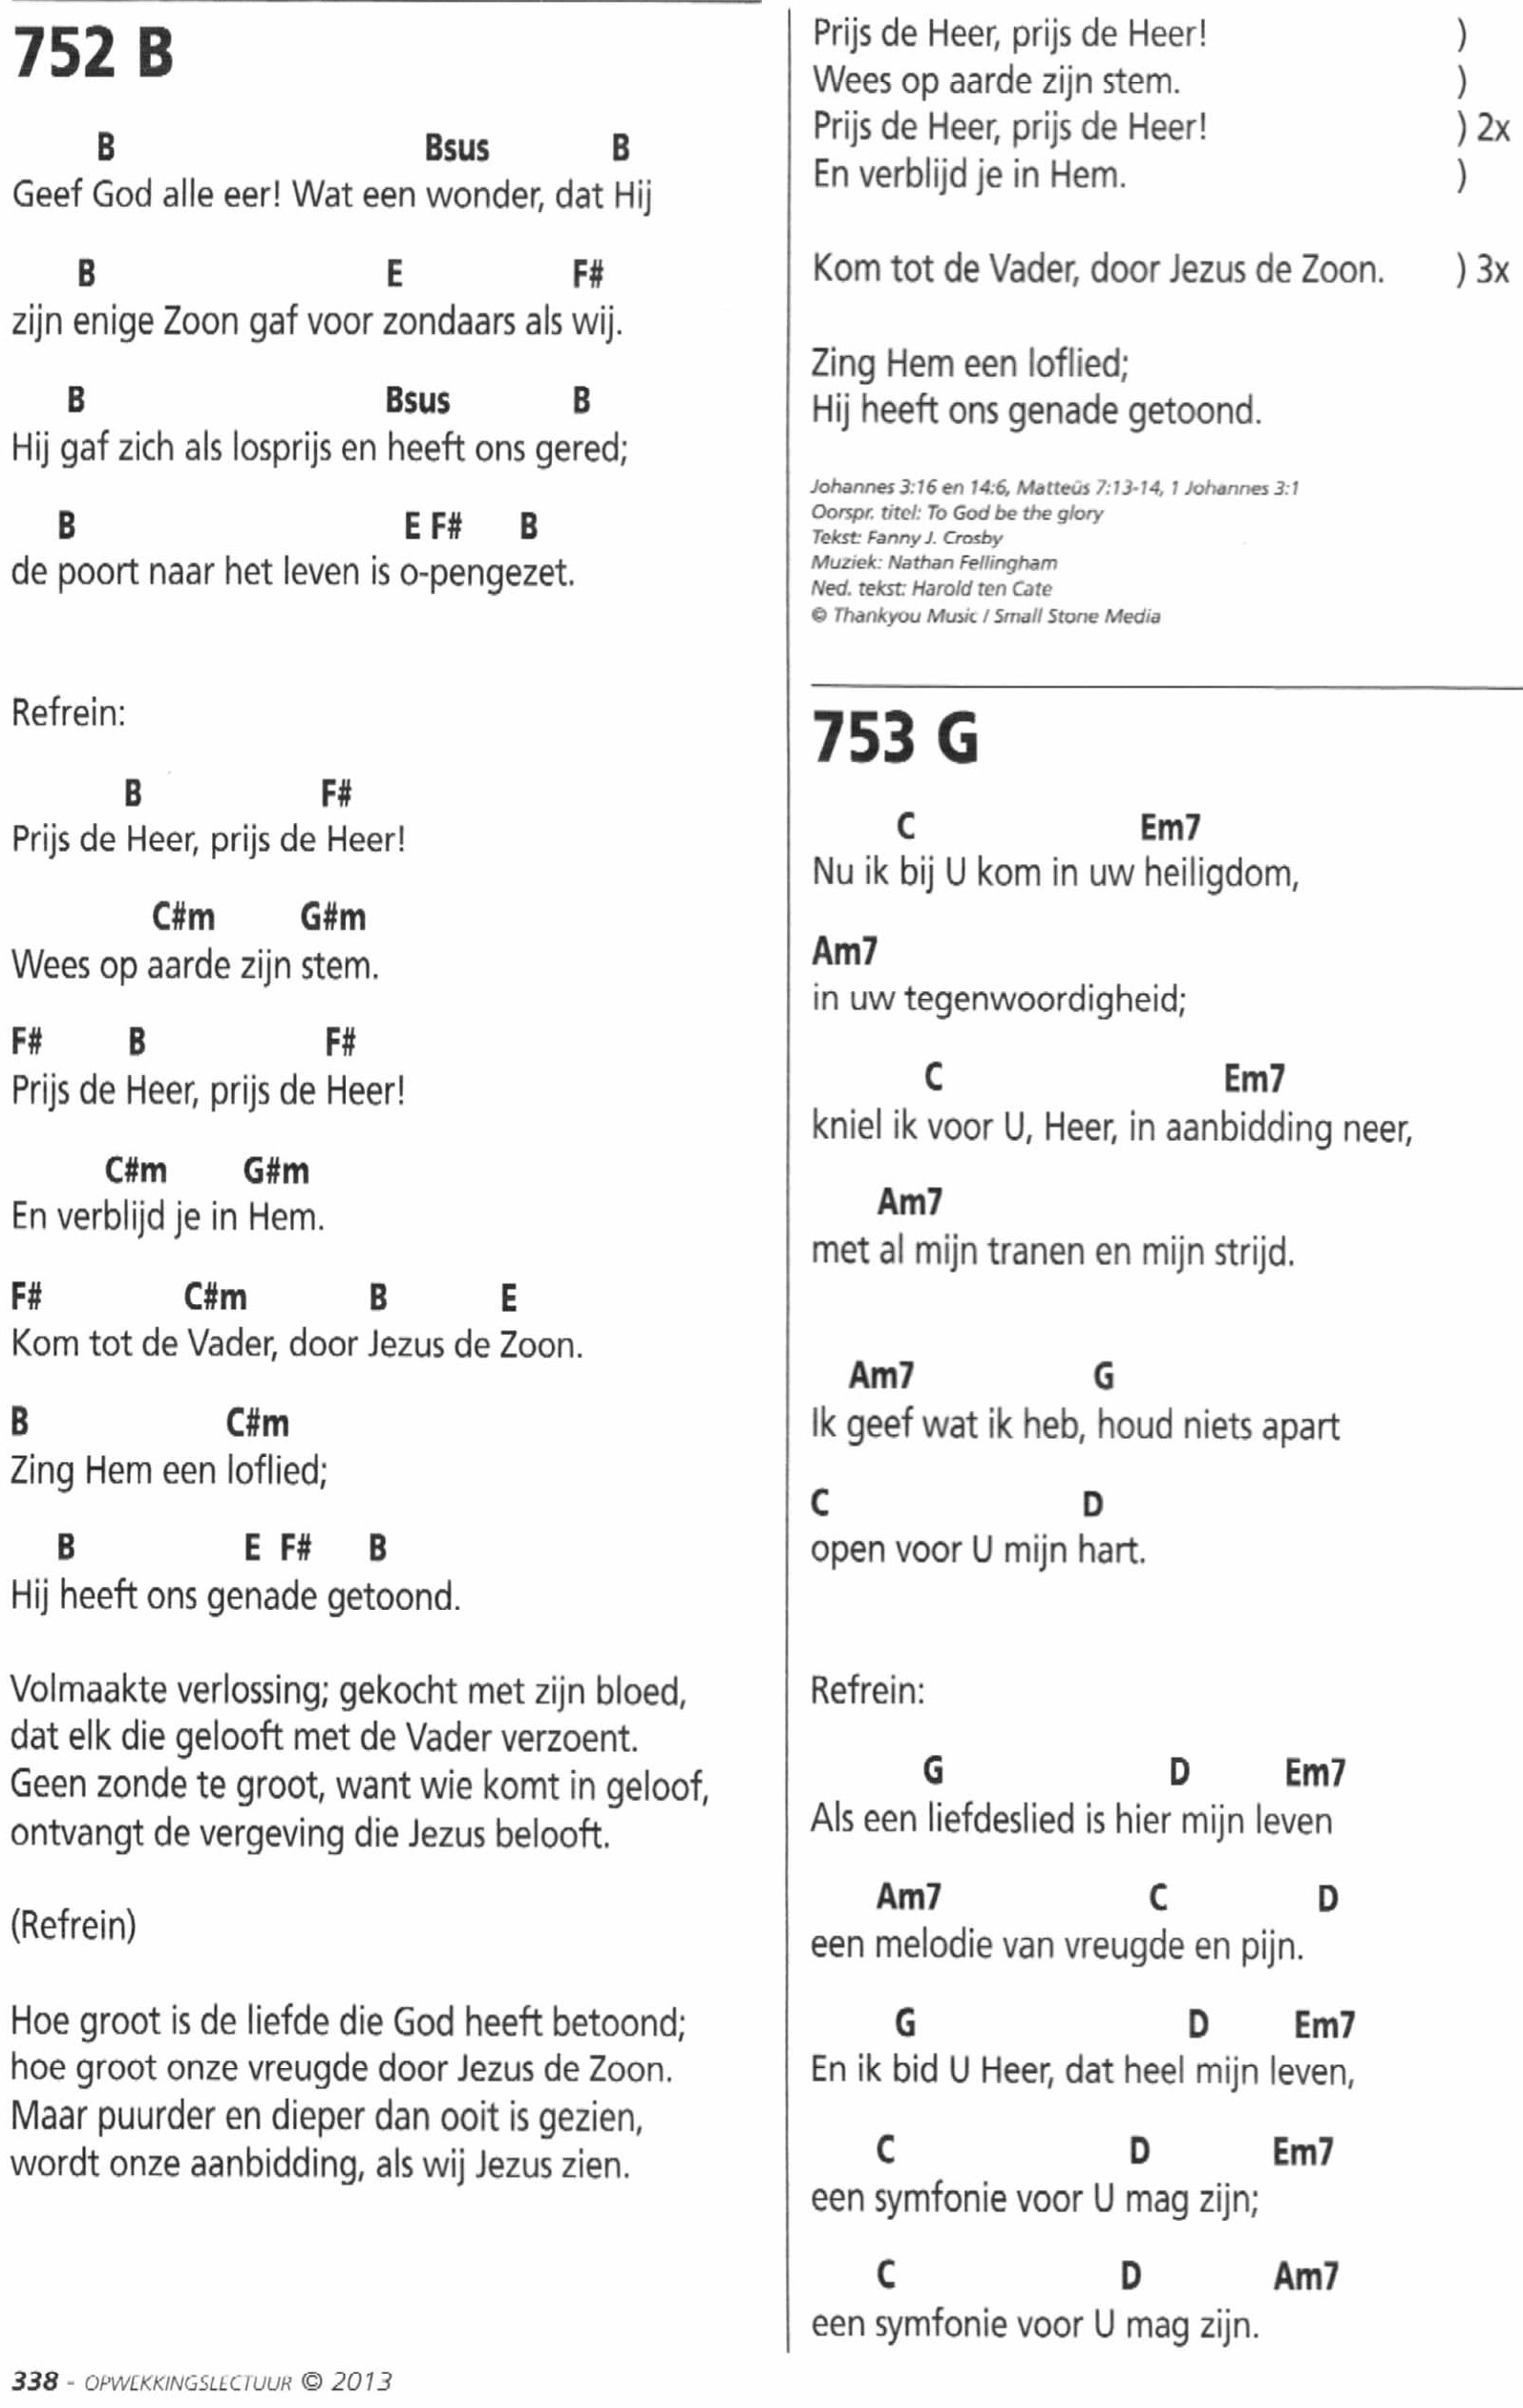 752 B
B Bsus B
Geef God alle eer! Wat een wonder, dat Hij
B E F#
zijn enige Zoon gaf voor zondaars als wij.
B Bsus B
Hij gaf zich als losprijs en heeft ons gered;
B E F# B
de poort naar het leven is o-pengezet.
Refrein:
B F#
Prijs de Heer, prijs de Heer!
C#m G#m
Wees op aarde zijn stem.
F# B F#
Prijs de Heer, prijs de Heer!
C#m G#m
En verblijd je in Hem.
F# C#m B E
Kom tot de Vader, door Jezus de Zoon.
B C#m
Zing Hem een loflied;
B E F# B
Hij heeft ons genade getoond.
Volmaakte verlossing; gekocht met zijn bloed,
dat elk die gelooft met de Vader verzoent.
Geen zonde te groot, want wie komt in geloof,
ontvangt de vergeving die Jezus belooft.
(Refrein)
Hoe groot is de liefde die God heeft betoond;
hoe groot onze vreugde door Jezus de Zoon.
Maar puurder en dieper dan ooit is gezien,
wordt onze aanbidding, als wij Jezus zien.
338 - OPWEKKINGSLECTUUR © 2013
Prijs de Heer, prijs de Heer! )
Wees op aarde zijn stem. )
Prijs de Heer, prijs de Heer! ) 2x
En verblijd je in Hem. )
Kom tot de Vader, door Jezus de Zoon. ) 3x
Zing Hem een loflied;
Hij heeft ons genade getoond.
Johannes 3:16 en 14:6, Matteüs 7:13-14, 1 Johannes 3:1
Oorspr. titel: To God be the glory
Tekst: Fanny J. Crosby
Muziek: Nathan Fellingham
Ned. tekst: Harold ten Cate
© Thankyou Music / Small Stone Media
753 G
C Em7
Nu ik bij U kom in uw heiligdom,
Am7
in uw tegenwoordigheid;
C Em7
kniel ik voor U, Heer, in aanbidding neer,
Am7
met al mijn tranen en mijn strijd.
Am7 G
Ik geef wat ik heb, houd niets apart
C D
open voor U mijn hart.
Refrein:
G D Em7
Als een liefdeslied is hier mijn leven
Am7 C D
een melodie van vreugde en pijn.
G D Em7
En ik bid U Heer, dat heel mijn leven,
C D Em7
een symfonie voor U mag zijn;
C D Am7
een symfonie voor U mag zijn.